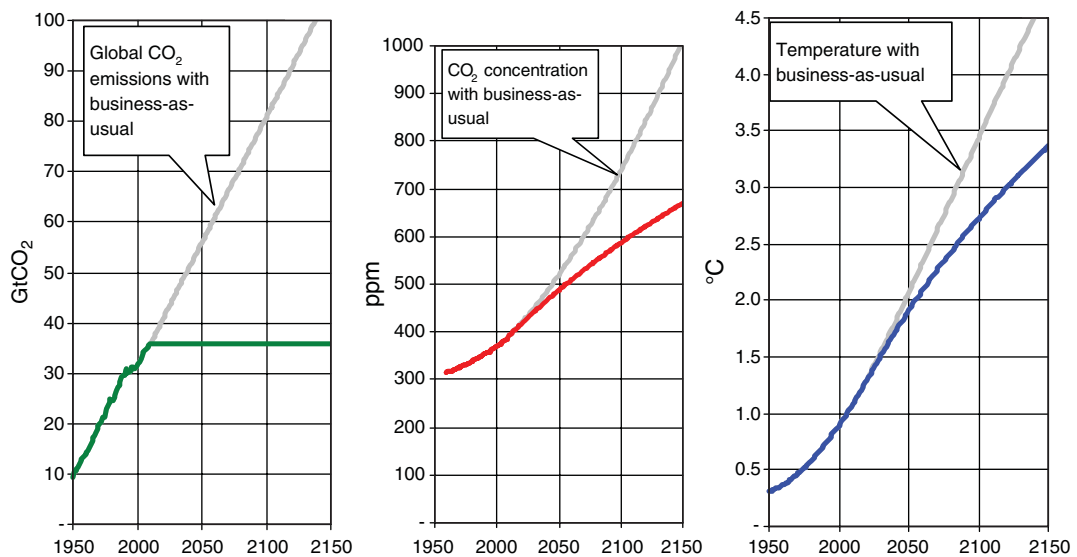 Global CO₂
emissions with
business-as-
usual
GtCO₂
100
90
80
70
60
50
40
30
20
10
-
1950 2000 2050 2100 2150
CO₂ concentration
with business-as-
usual
ppm
1000
900
800
700
600
500
400
300
200
100
-
1950 2000 2050 2100 2150
Temperature with
business-as-usual
°C
4.5
4.0
3.5
3.0
2.5
2.0
1.5
1.0
0.5
-
1950 2000 2050 2100 2150